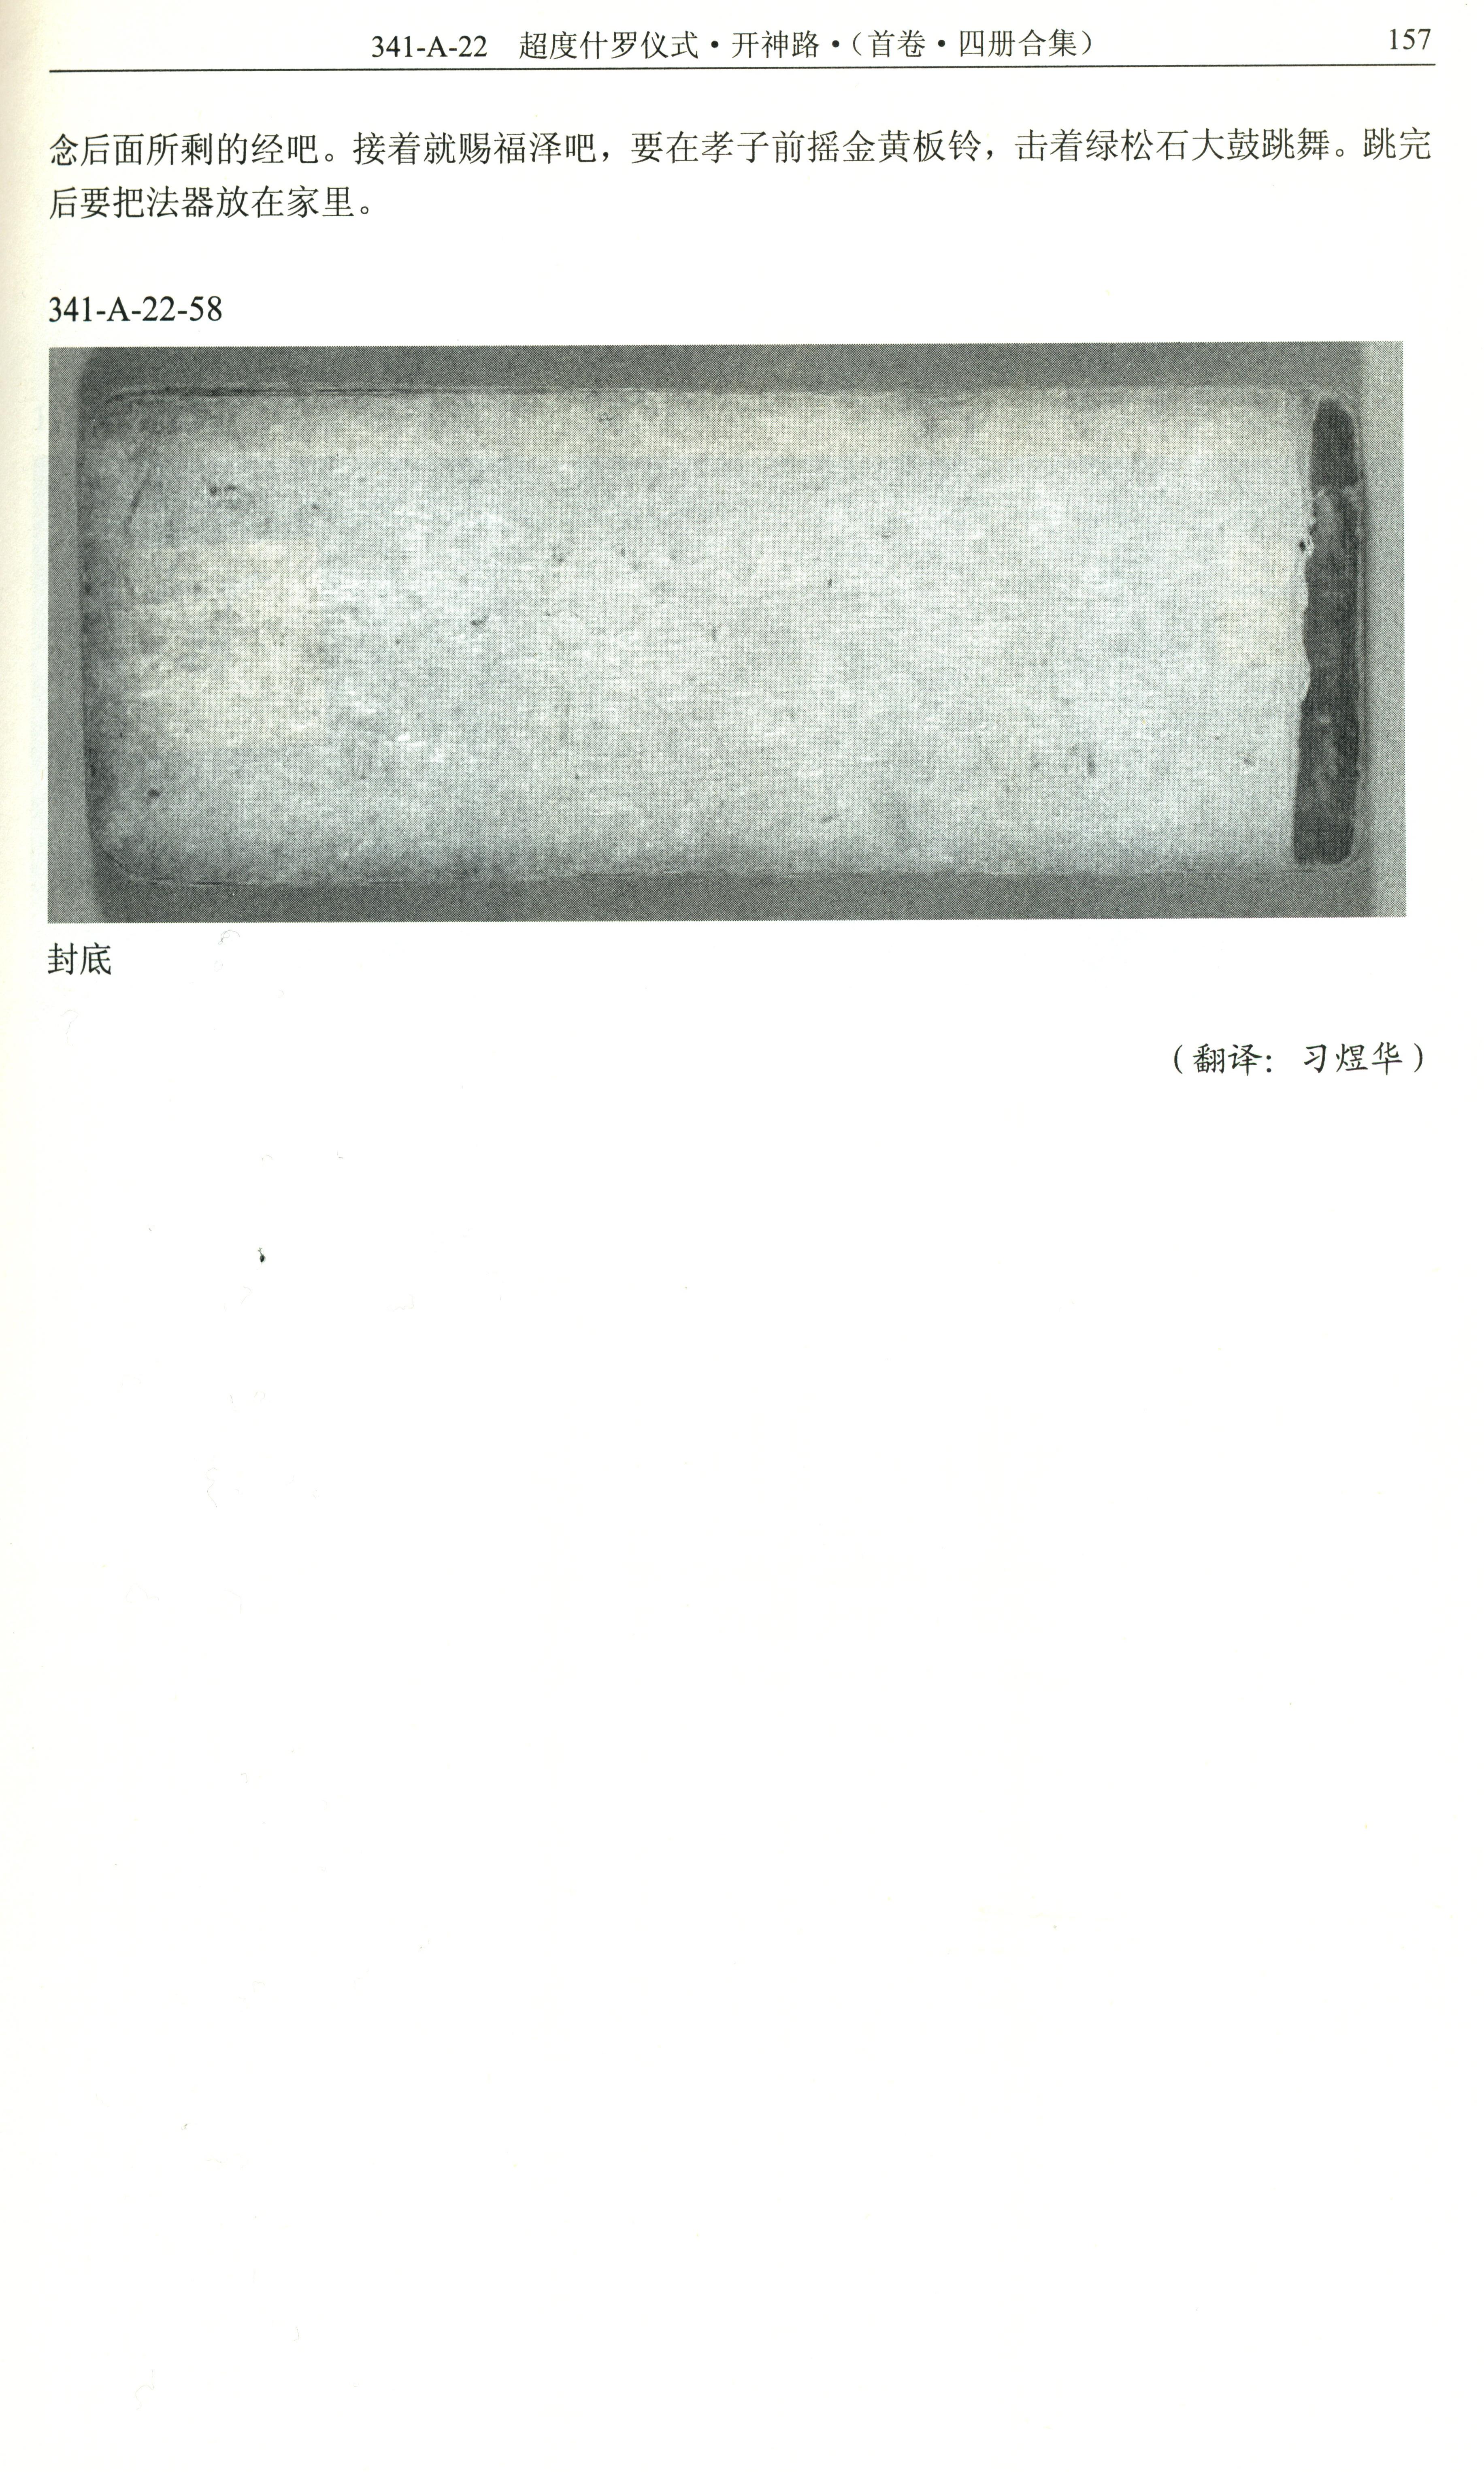 341-A-22 超度什罗仪式·开神路·（首卷·四册合集） 157
念后面所剩的经吧。接着就赐福泽吧，要在孝子前摇金黄板铃，击着绿松石大鼓跳舞。跳完
后要把法器放在家里。
341-A-22-58
封底
（翻译： 习煜华）